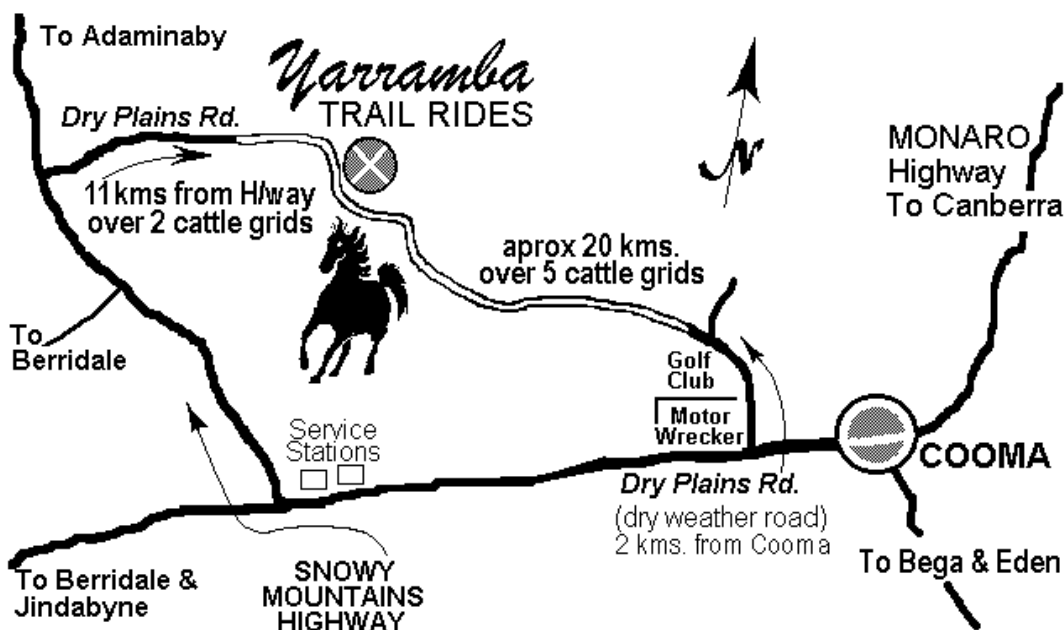 To Adaminaby
Yarramba
TRAIL RIDES
Dry Plains Rd.
11kms from H/way
over 2 cattle grids
N
MONARO
Highway
To Canberra
aprox 20 kms.
over 5 cattle grids
To
Berridale
Golf
Club
Motor
Wrecker
Service
Stations
COOMA
Dry Plains Rd.
(dry weather road)
2 kms. from Cooma
To Bega & Eden
To Berridale &
Jindabyne
SNOWY
MOUNTAINS
HIGHWAY